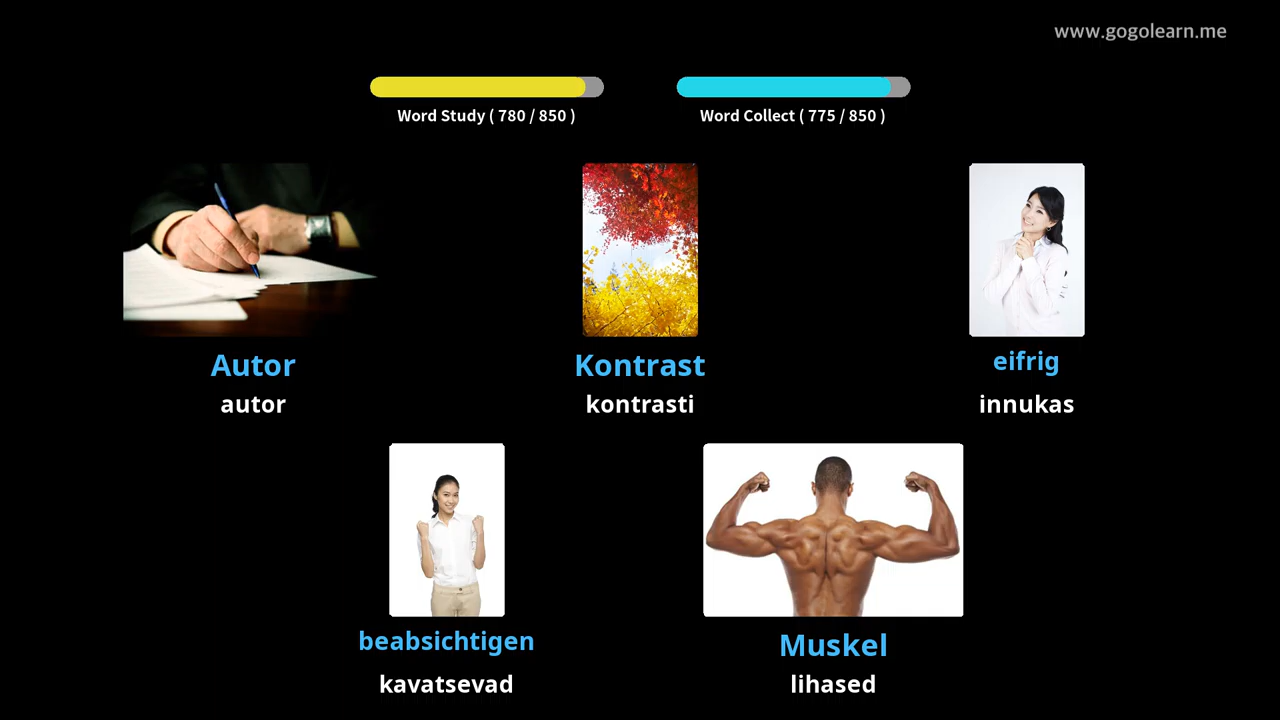 www.gogolearn.me
Word Study ( 780 / 850 )
Word Collect ( 775 / 850 )
Autor
autor
Kontrast
kontrasti
eifrig
innukas
beabsichtigen
kavatsevad
Muskel
lihased